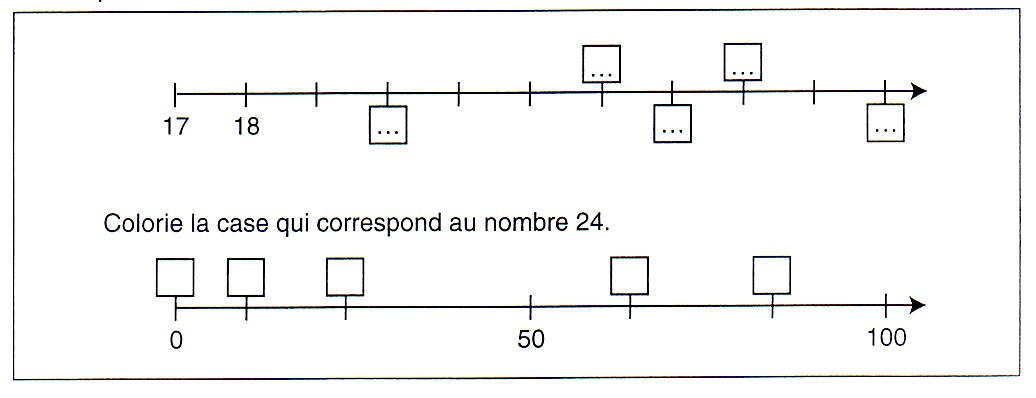 ... ...
17 18 ... ... ...
Colorie la case qui correspond au nombre 24.
0 50 100